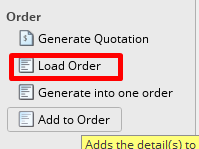 Order
Generate Quotation
Load Order
Generate into one order
Add to Order
Adds the detail(s) to